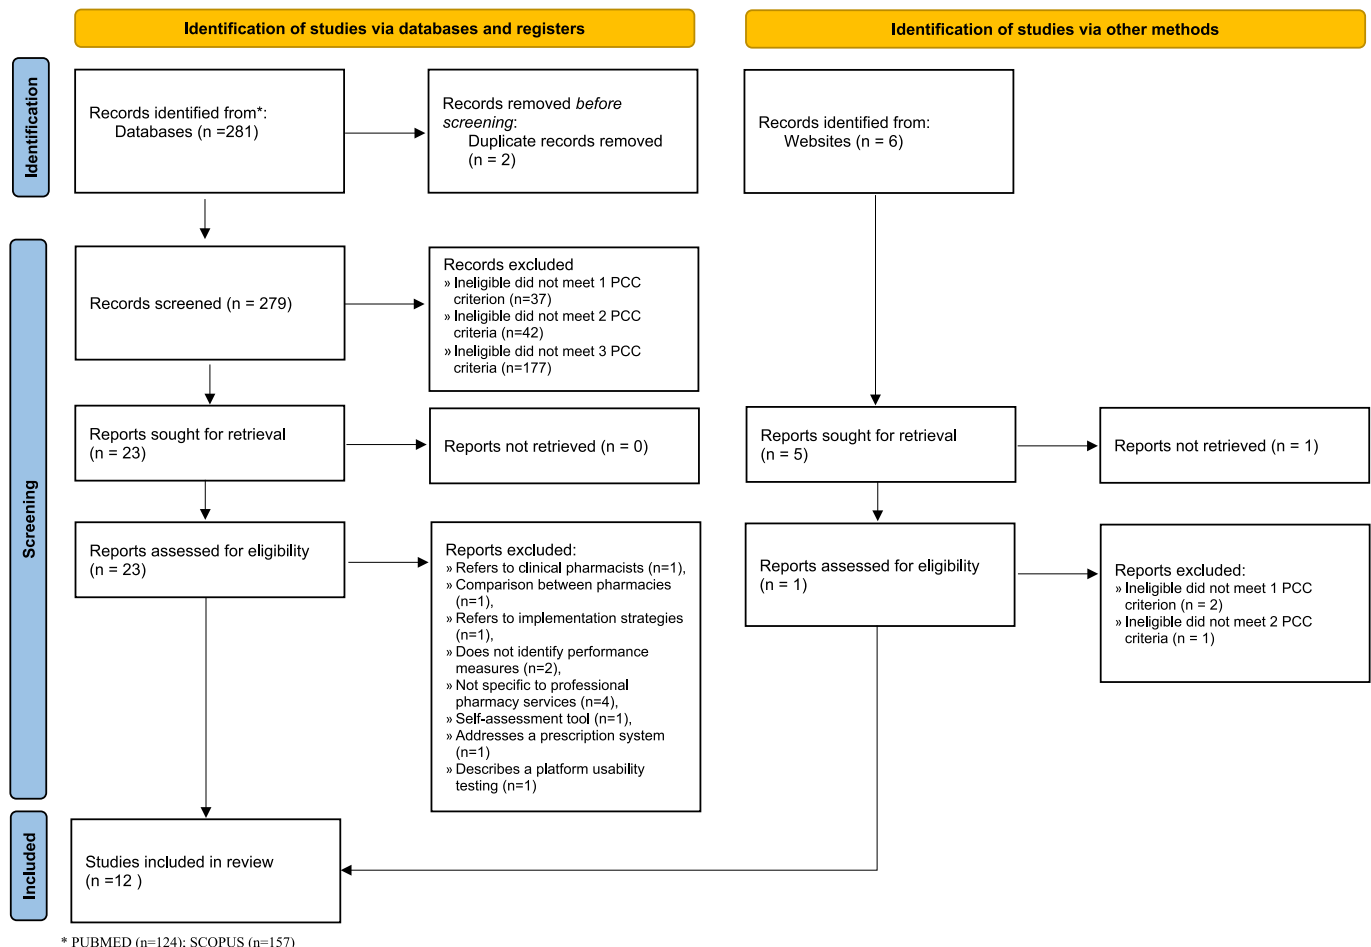 Identification of studies via databases and registers
Identification of studies via other methods
Identification
Records identified from*:
Databases (n =281)
Records removed before
screening:
Duplicate records removed
(n = 2)
Records identified from:
Websites (n = 6)
Screening
Records screened (n = 279)
Records excluded
» Ineligible did not meet 1 PCC
criterion (n=37)
» Ineligible did not meet 2 PCC
criteria (n=42)
» Ineligible did not meet 3 PCC
criteria (n=177)
Reports sought for retrieval
(n = 23)
Reports not retrieved (n = 0)
Reports sought for retrieval
(n = 5)
Reports not retrieved (n = 1)
Reports assessed for eligibility
(n = 23)
Reports excluded:
» Refers to clinical pharmacists (n=1),
» Comparison between pharmacies
(n=1),
» Refers to implementation strategies
(n=1),
» Does not identify performance
measures (n=2),
» Not specific to professional
pharmacy services (n=4),
» Self-assessment tool (n=1),
» Addresses a prescription system
(n=1)
» Describes a platform usability
testing (n=1)
Reports assessed for eligibility
(n = 1)
Reports excluded:
» Ineligible did not meet 1 PCC
criterion (n = 2)
» Ineligible did not meet 2 PCC
criteria (n = 1)
Included
Studies included in review
(n =12 )
* PUBMED (n=124); SCOPUS (n=157)